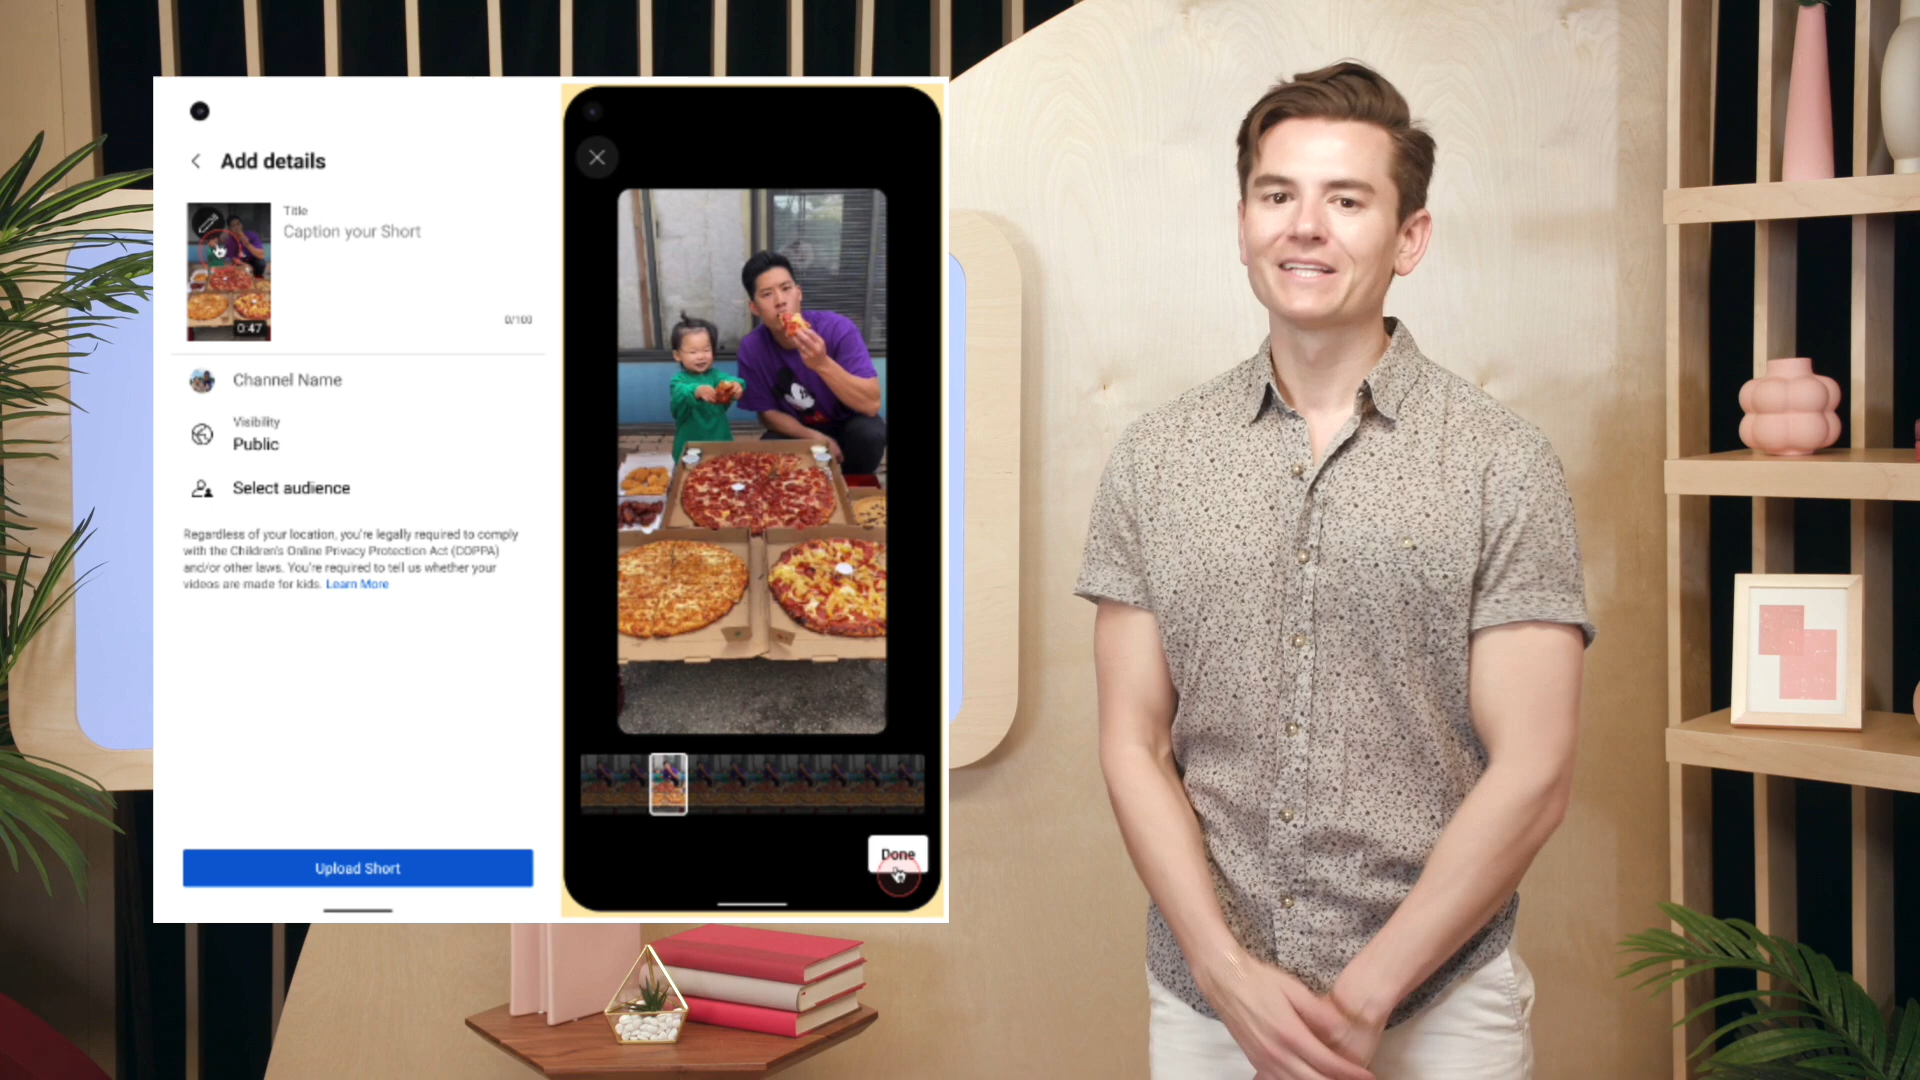 Add details
Title
Caption your Short
0:47
0/100
Channel Name
Visibility
Public
Select audience
Regardless of your location, you're legally required to comply
with the Children's Online Privacy Protection Act (COPPA)
and/or other laws. You're required to tell us whether your
videos are made for kids. Learn More
Upload Short
Done